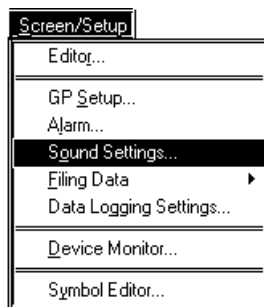 Screen/Setup
Editor...
GP Setup...
Alarm...
Sound Settings...
Filing Data
Data Logging Settings...
Device Monitor...
Symbol Editor...